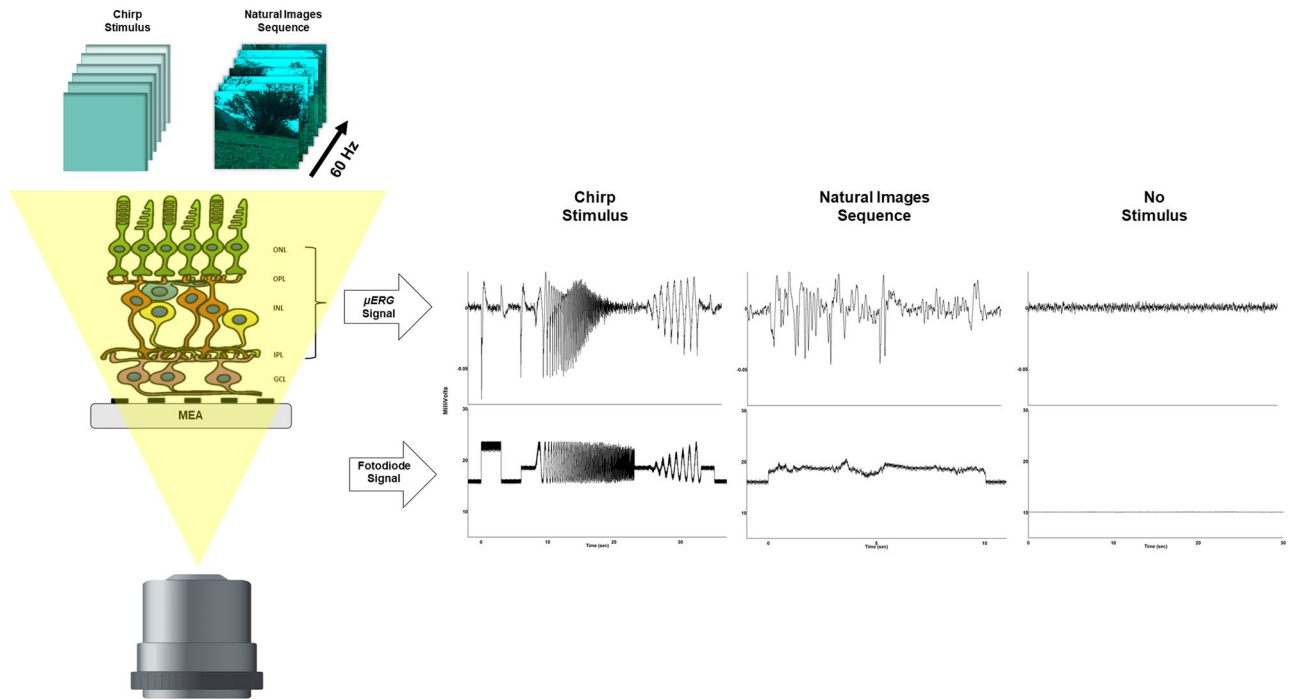 Chirp
Stimulus
Natural Images
Sequence
60 Hz
ONL
OPL
INL
IPL
GCL
MEA
µERG
Signal
Fotodiode
Signal
Chirp
Stimulus
Natural Images
Sequence
No
Stimulus
MilliVolts
0
-0.05
30
20
10
0
10
20
30
Time (sec)
0
-0.05
30
20
10
0
5
10
Time (sec)
0
-0.05
30
20
10
0
10
20
30
Time (sec)